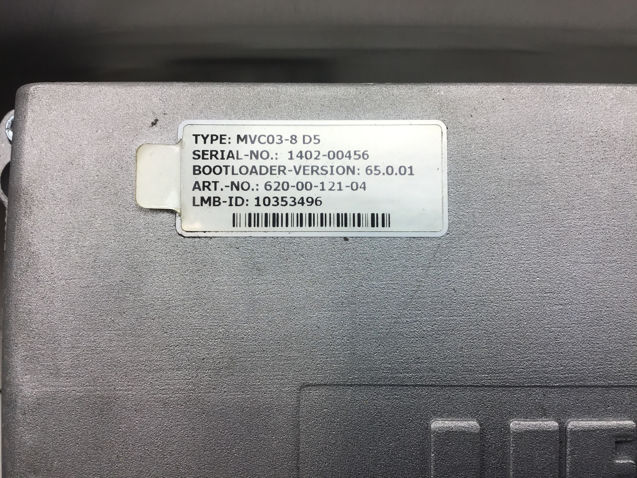 TYPE: MVC03-8 D5
SERIAL-NO.: 1402-00456
BOOTLOADER-VERSION: 65.0.01
ART.-NO.: 620-00-121-04
LMB-ID: 10353496